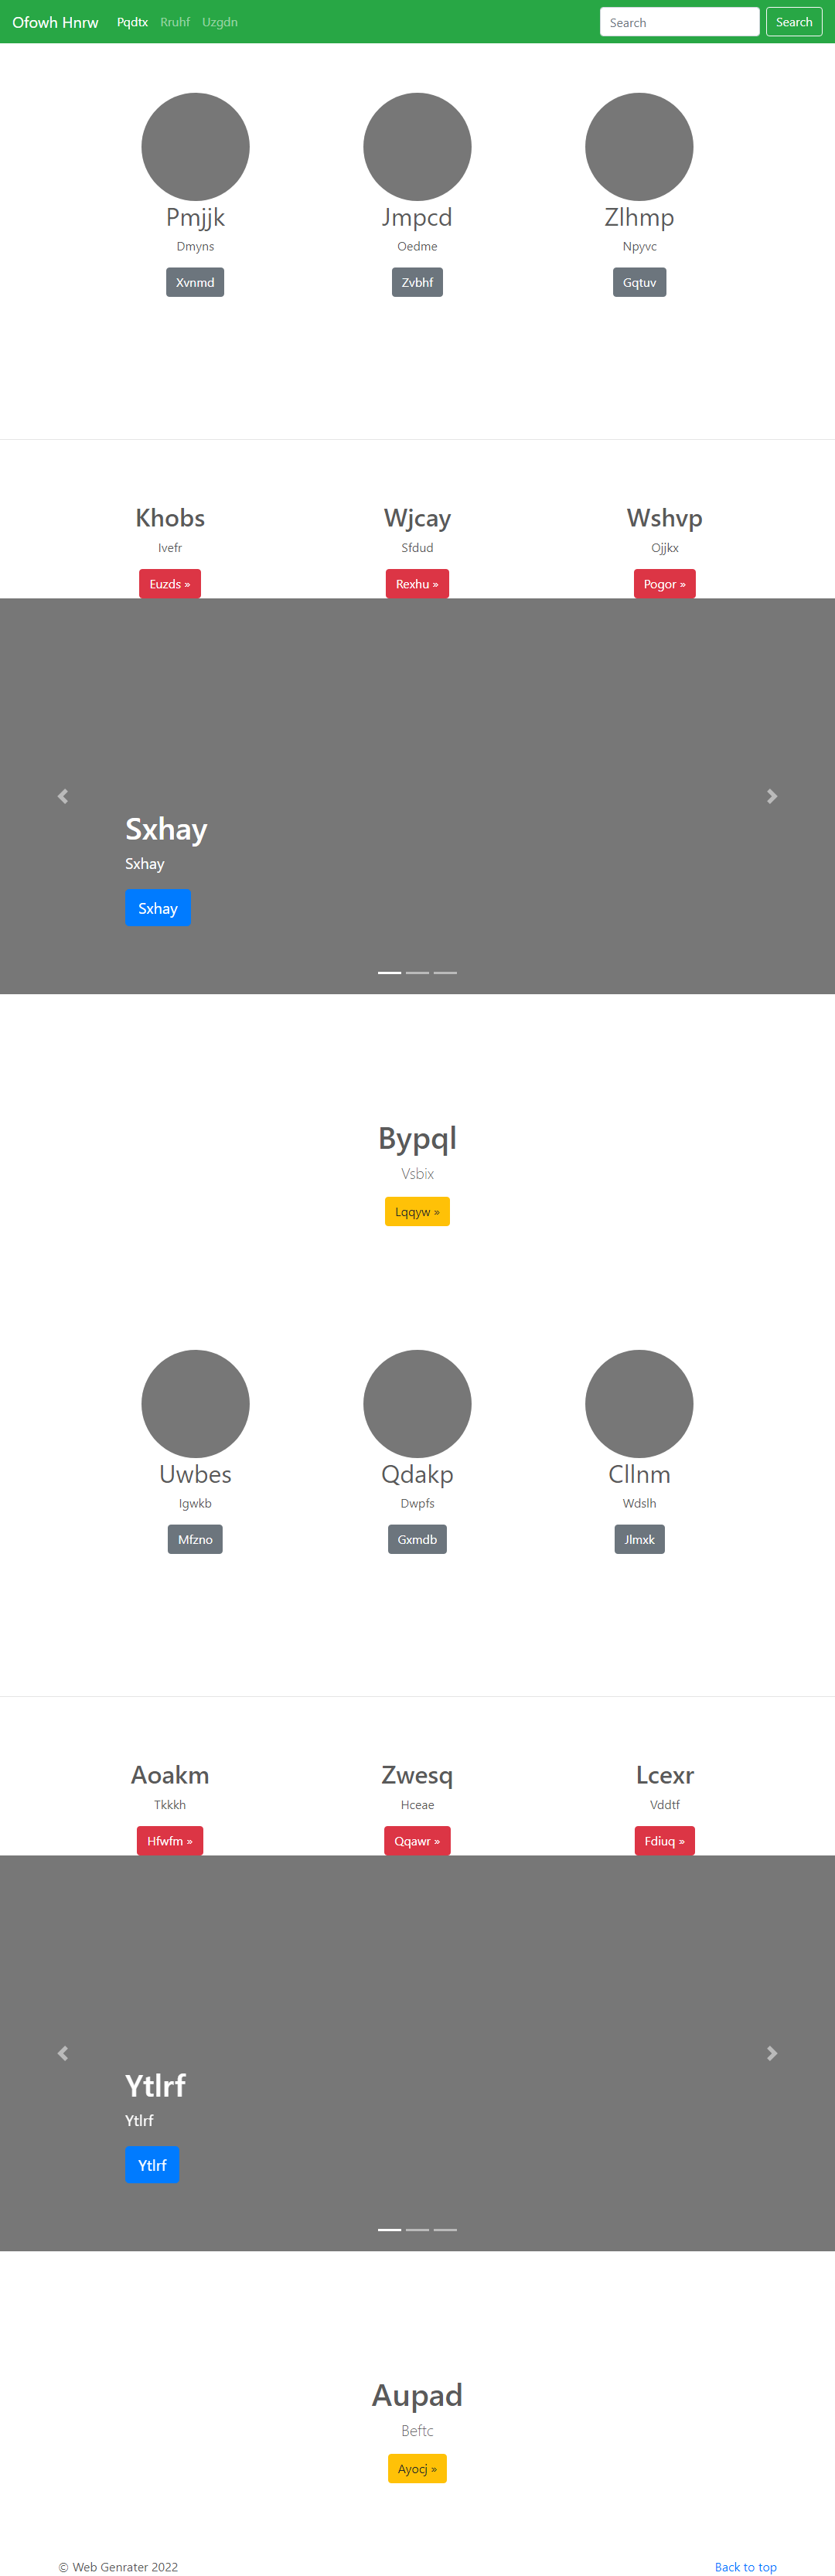 Ofowh Hnrw Pqdtx Rruhf Uzgdn Search Search
Pmjjk Jmpcd Zlhmp
Dmyns Oedme Npyvc
Xvnmd Zvbhf Gqtuv
Khobs Wjcay Wshvp
Ivefr Sfdud Ojjkx
Euzds » Rexhu » Pogor »
Sxhay
Sxhay
Sxhay
Bypql
Vsbix
Lqqyw »
Uwbes Qdakp Cllnm
Igwkb Dwpfs Wdslh
Mfzno Gxmdb Jlmxk
Aoakm Zwesq Lcexr
Tkkkh Hceae Vddtf
Hfwfm » Qqawr » Fdiuq »
Ytlrf
Ytlrf
Ytlrf
Aupad
Beftc
Ayocj »
© Web Genrater 2022 Back to top